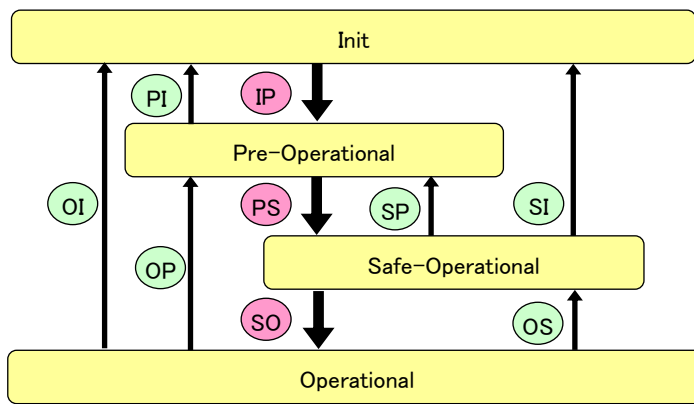 Init
PI
IP
Pre-Operational
OI
PS
SP
SI
OP
Safe-Operational
SO
OS
Operational